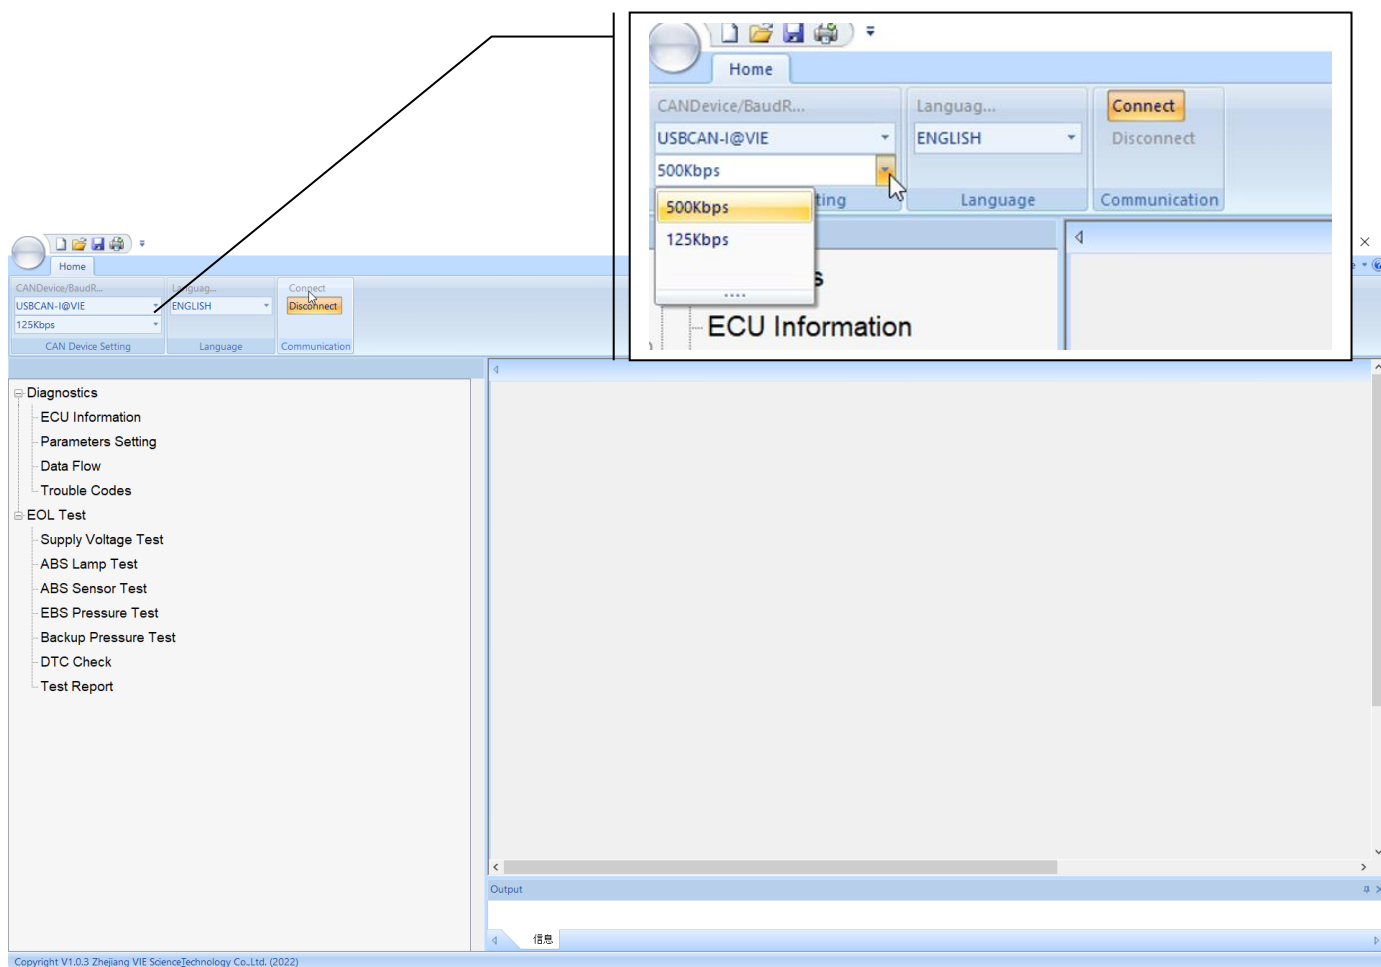 Home
CANDevice/BaudR...
Languag...
Connect
USBCAN-I@VIE
ENGLISH
Disconnect
500Kbps
500Kbps
ting
Language
Communication
125Kbps
s
ECU Information
Home
CANDevice/BaudR...
Languag...
Connect
USBCAN-I@VIE
ENGLISH
Disconnect
125Kbps
CAN Device Setting
Language
Communication
Diagnostics
ECU Information
Parameters Setting
Data Flow
Trouble Codes
EOL Test
Supply Voltage Test
ABS Lamp Test
ABS Sensor Test
EBS Pressure Test
Backup Pressure Test
DTC Check
Test Report
Output
信息
Copyright V1.0.3 Zhejiang VIE ScienceTechnology Co.,Ltd. (2022)